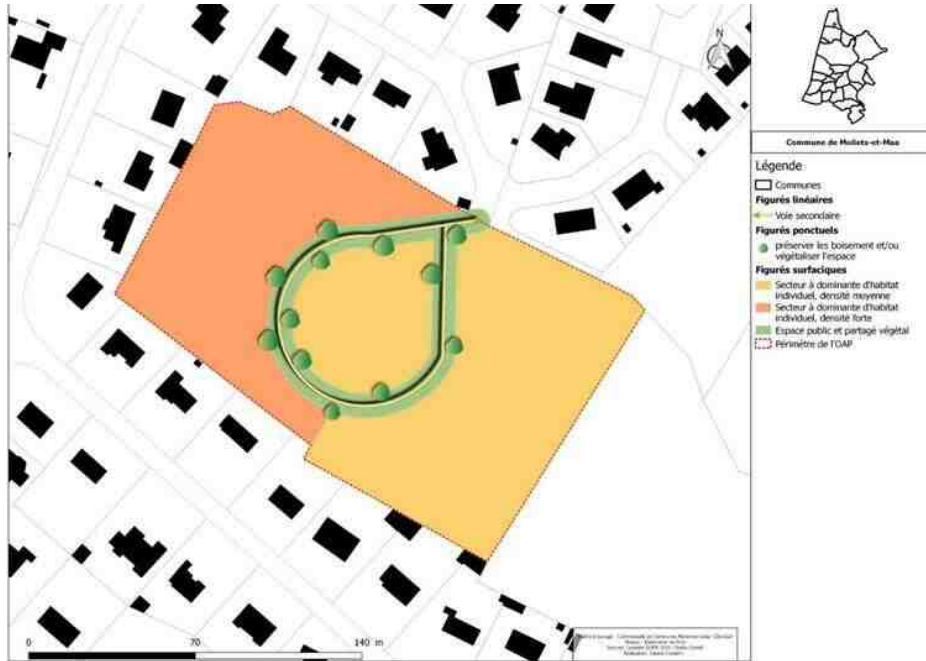 N
Commune de Moliets-et-Maa
Légende
Communes
Figurés linéaires
Voie secondaire
Figurés ponctuels
préserver les boisement et/ou
végétaliser l'espace
Figurés surfaciques
Secteur à dominante d'habitat
individuel, densité moyenne
Secteur à dominante d'habitat
individuel, densité forte
Espace public et partagé végétal
Périmètre de l'OAP
0 70 140 m